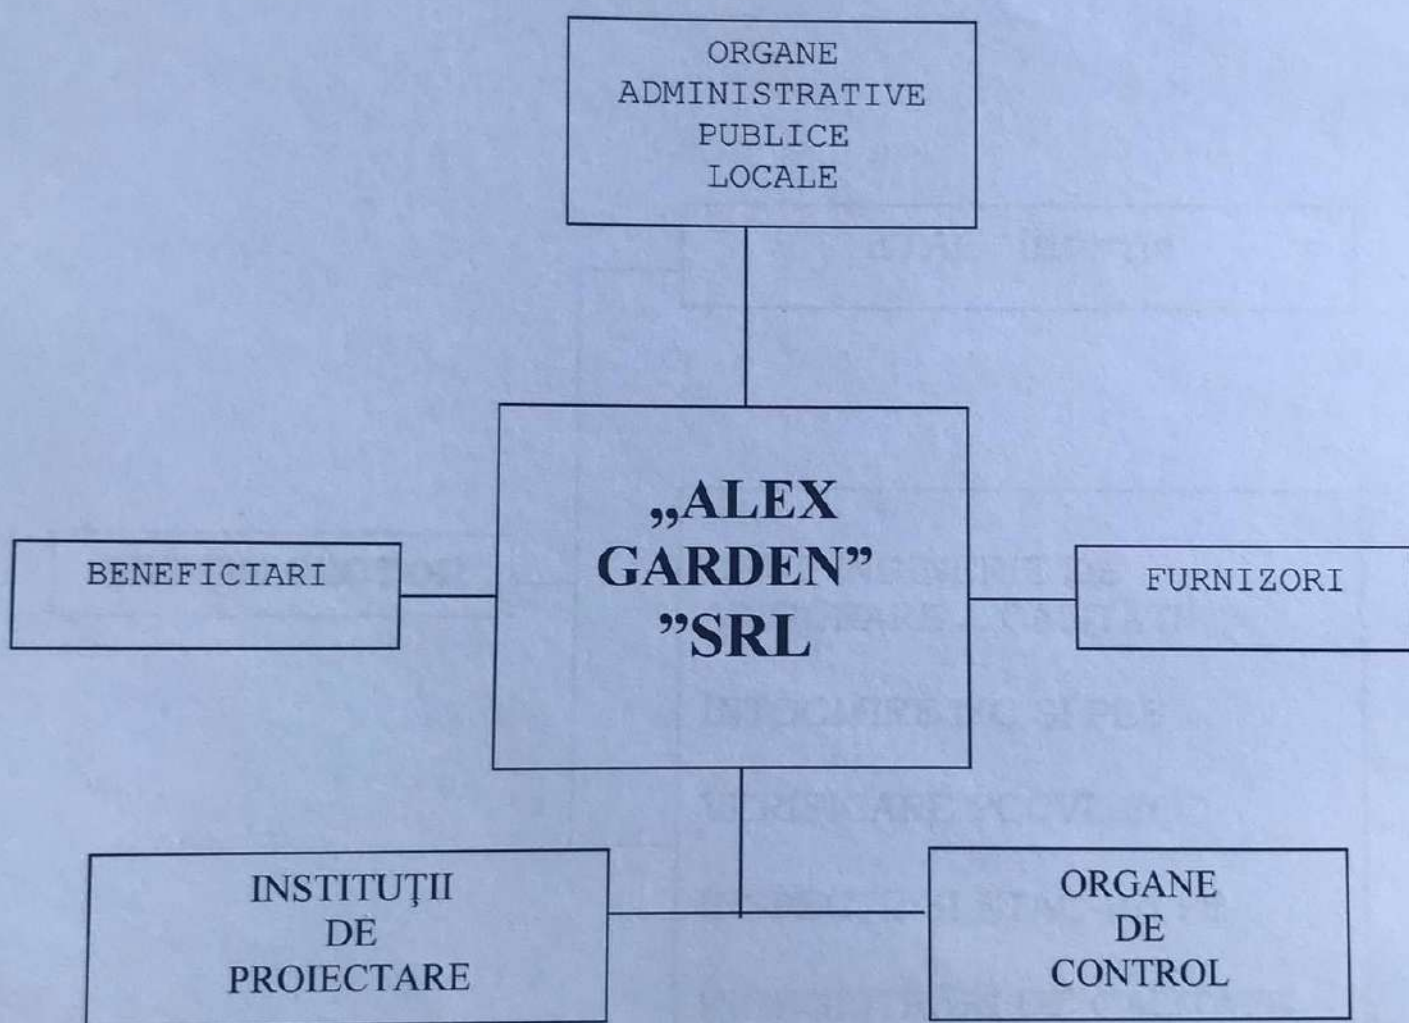 ORGANE
ADMINISTRATIVE
PUBLICE
LOCALE
„ALEX
GARDEN”
”SRL
BENEFICIARI
FURNIZORI
INSTITUŢII
DE
PROIECTARE
ORGANE
DE
CONTROL